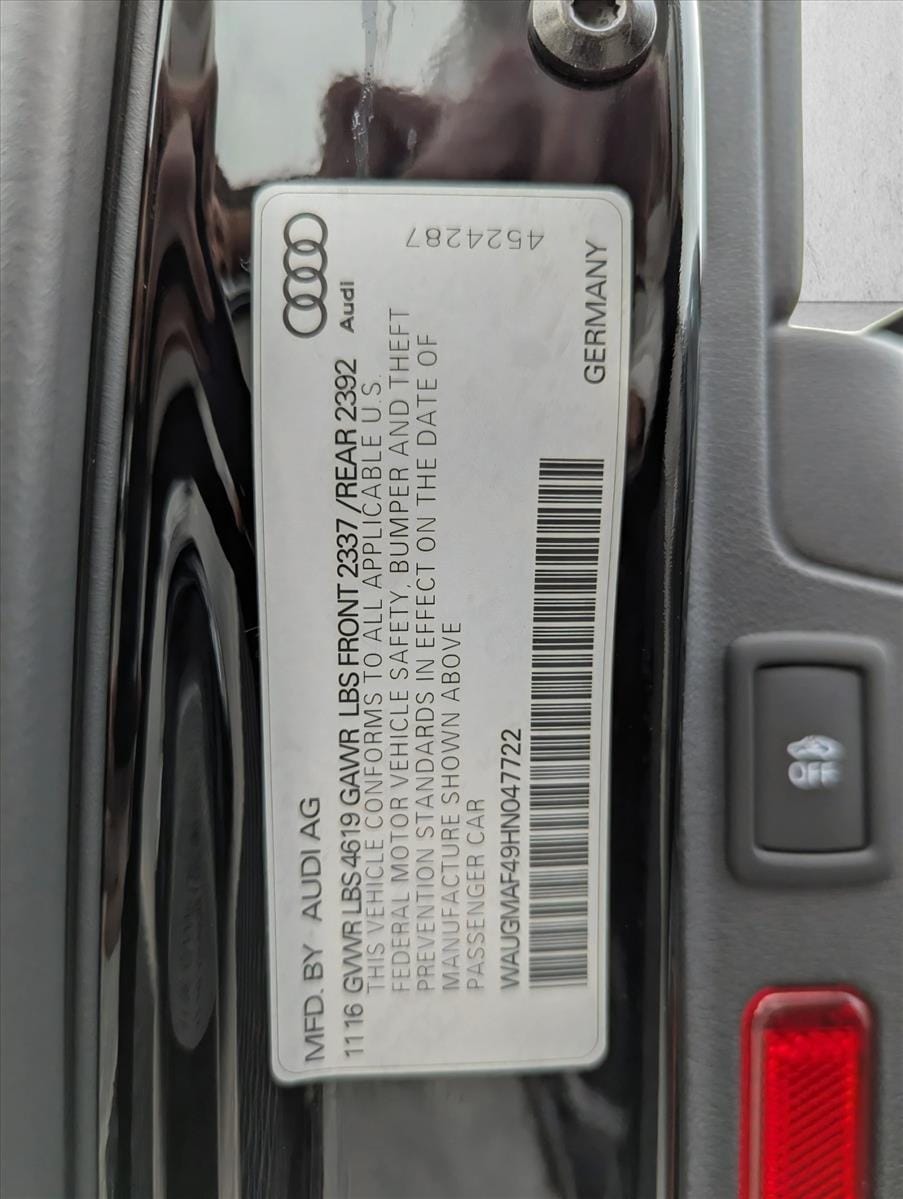 MFD. BY AUDI AG
Audi
1116 GVWR LBS 4619 GAWR LBS FRONT 2337 /REAR 2392
THIS VEHICLE CONFORMS TO ALL APPLICABLE U.S.
FEDERAL MOTOR VEHICLE SAFETY, BUMPER AND THEFT
PREVENTION STANDARDS IN EFFECT ON THE DATE OF
MANUFACTURE SHOWN ABOVE
PASSENGER CAR
4524287
WAUGMAF49HN047722
GERMANY
OFF